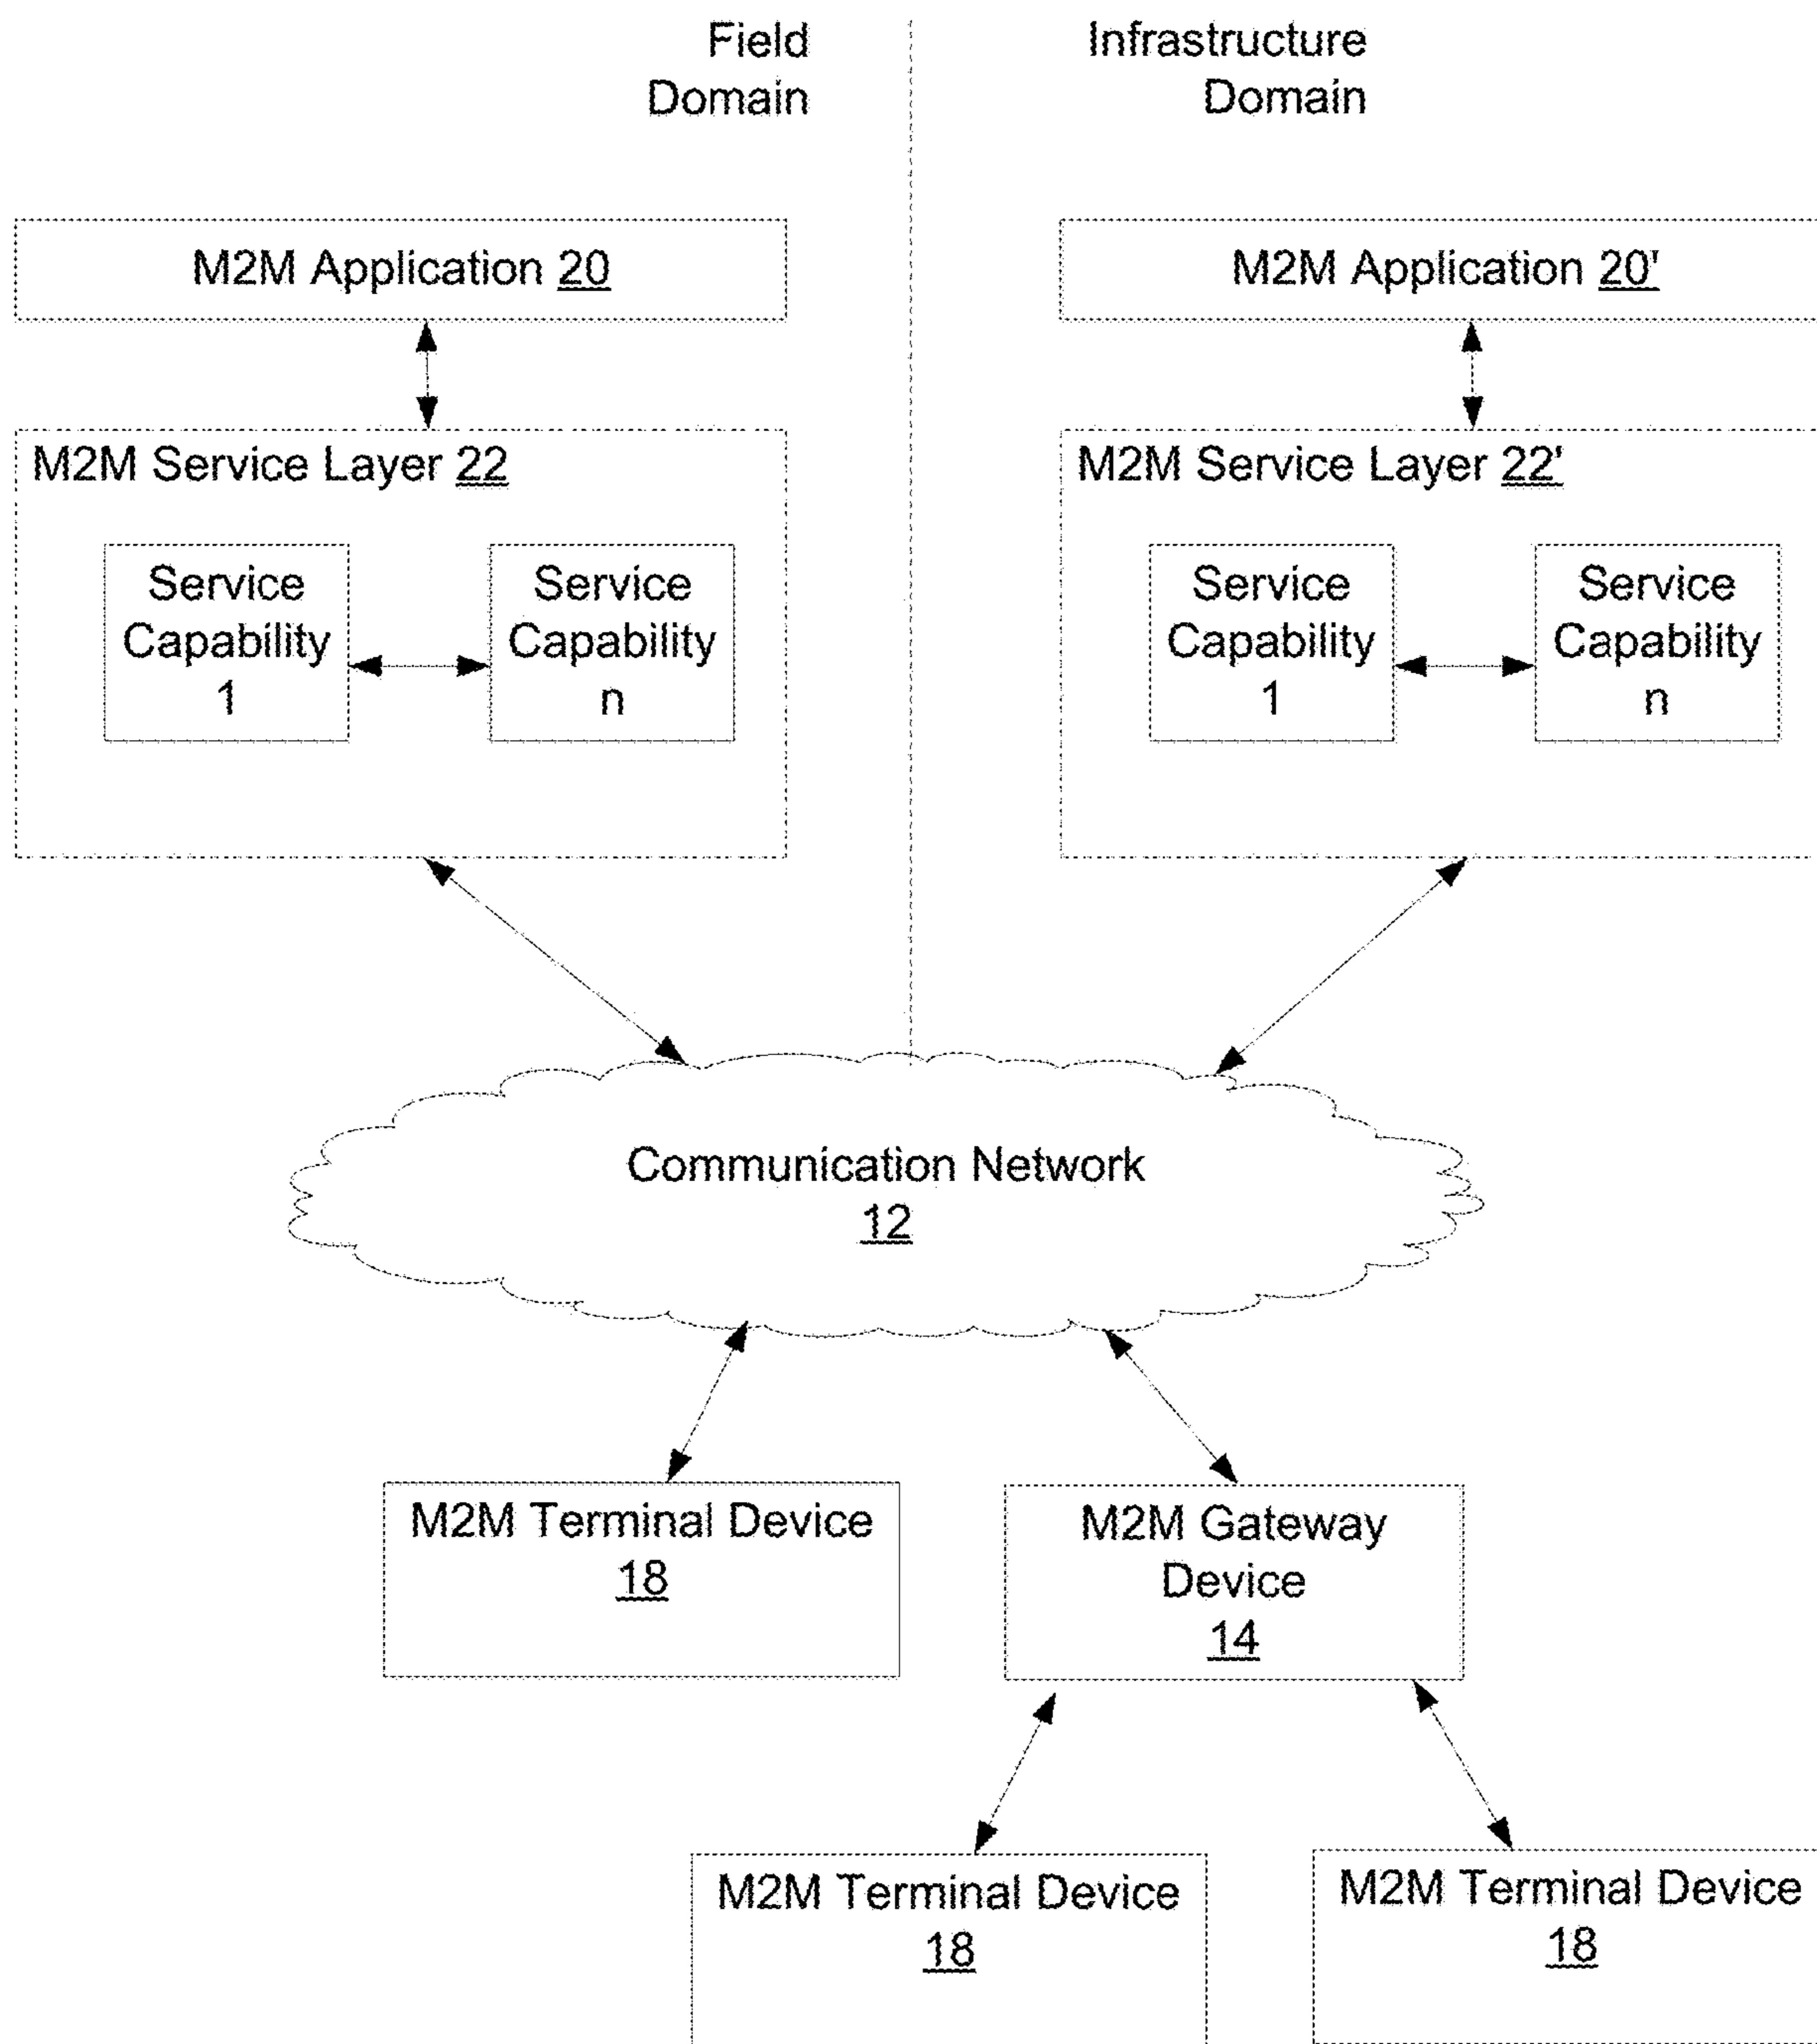 Field
Domain
Infrastructure
Domain
M2M Application 20
M2M Application 20'
M2M Service Layer 22
Service
Capability
1
Service
Capability
n
M2M Service Layer 22'
Service
Capability
1
Service
Capability
n
Communication Network
12
M2M Terminal Device
18
M2M Gateway
Device
14
M2M Terminal Device
18
M2M Terminal Device
18